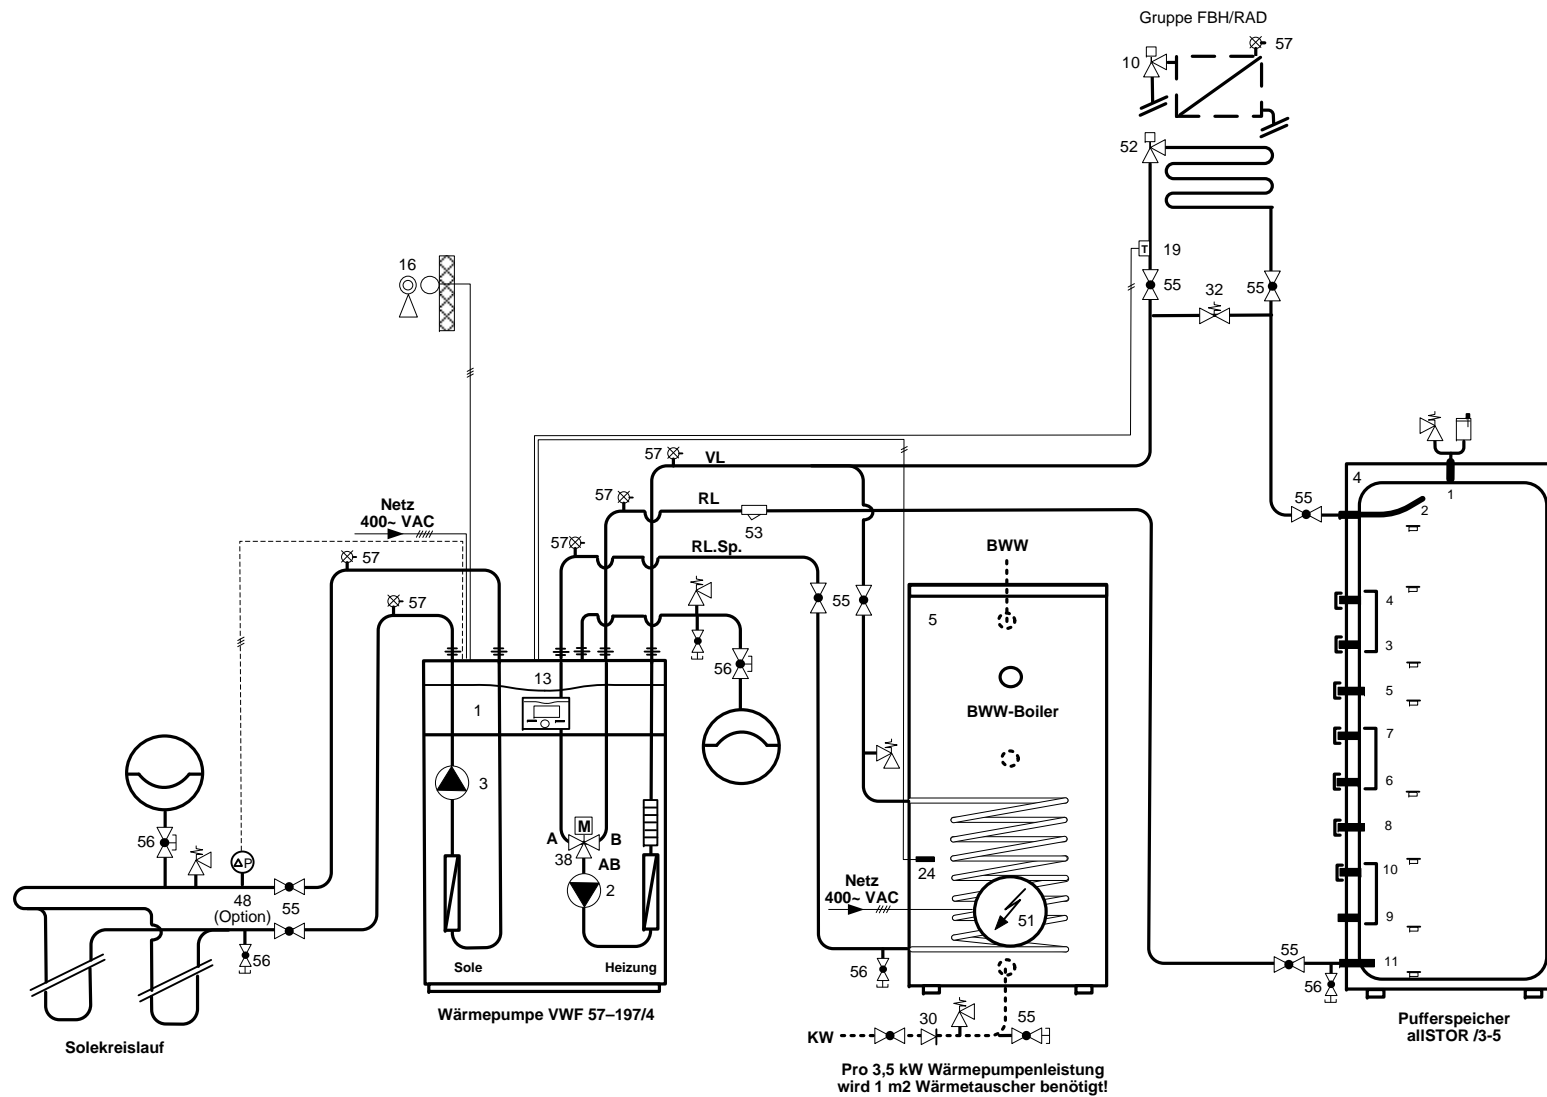 Gruppe FBH/RAD
57
10
52
16
19
55
55
32
57
VL
57
RL
53
57
RL.Sp.
Netz
400~ VAC
57
57
BWW
4
1
2
55
4
3
5
7
6
8
10
9
11
55
5
56
13
1
BWW-Boiler
3
M
A
B
38
AB
2
56
ΔP
48
(Option)
55
56
24
Netz
400~ VAC
51
Sole
Heizung
56
55
56
Wärmepumpe VWF 57–197/4
Solekreislauf
KW
30
55
Pro 3,5 kW Wärmepumpenleistung
wird 1 m2 Wärmetauscher benötigt!
Pufferspeicher
allSTOR /3-5
T